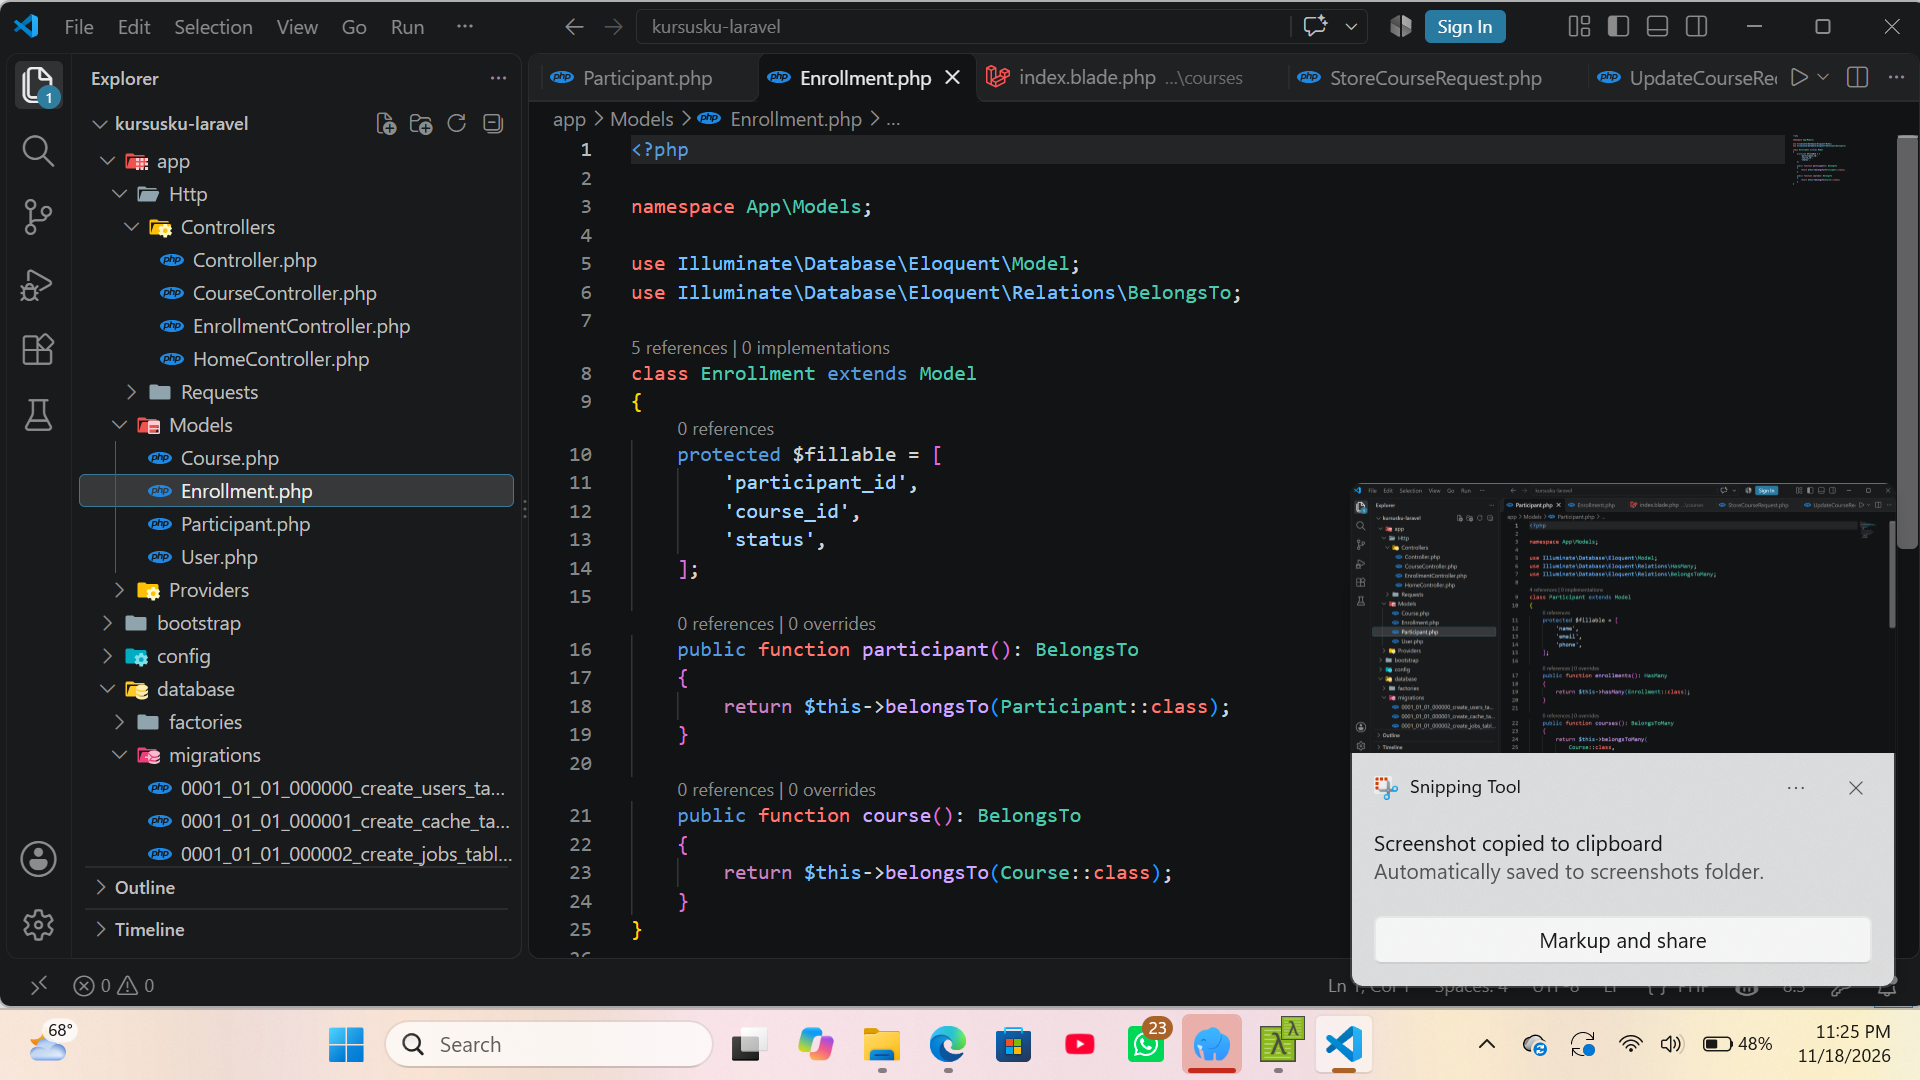 File Edit Selection View Go Run ···
kursusku-laravel
Sign In
Explorer
Participant.php
Enrollment.php
index.blade.php ...\courses
StoreCourseRequest.php
UpdateCourseRec
app > Models > Enrollment.php > ...
1
kursusku-laravel
app
Http
Controllers
Controller.php
CourseController.php
EnrollmentController.php
HomeController.php
Requests
Models
Course.php
Enrollment.php
Participant.php
User.php
Providers
bootstrap
config
database
factories
migrations
0001_01_01_000000_create_users_ta...
0001_01_01_000001_create_cache_ta...
0001_01_01_000002_create_jobs_tabl...
Outline
Timeline
1 <?php
2
3 namespace App\Models;
4
5 use Illuminate\Database\Eloquent\Model;
6 use Illuminate\Database\Eloquent\Relations\BelongsTo;
7
5 references | 0 implementations
8 class Enrollment extends Model
9 {
0 references
10 protected $fillable = [
11 'participant_id',
12 'course_id',
13 'status',
14 ];
15
0 references | 0 overrides
16 public function participant(): BelongsTo
17 {
18 return $this->belongsTo(Participant::class);
19 }
20
0 references | 0 overrides
21 public function course(): BelongsTo
22 {
23 return $this->belongsTo(Course::class);
24 }
25 }
Snipping Tool
Screenshot copied to clipboard
Automatically saved to screenshots folder.
Markup and share
0 0
68°
Search
23
48%
11:25 PM
11/18/2026